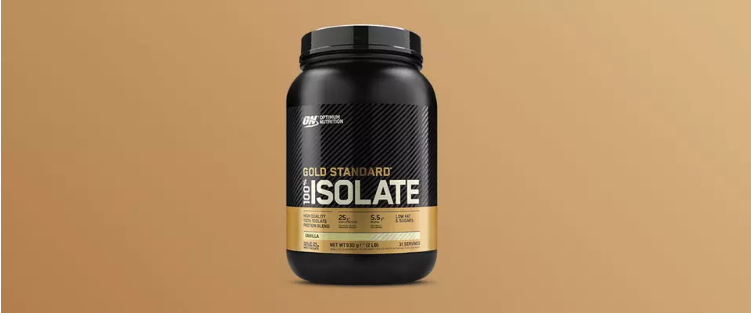 ON OPTIMUM
NUTRITION
GOLD STANDARD
100% ISOLATE
HIGH QUALITY
100% ISOLATE
PROTEIN BLEND
25g
5.5g
LOW FAT
& SUGARS
VANILLA
NET WT 930 g
31 SERVINGS